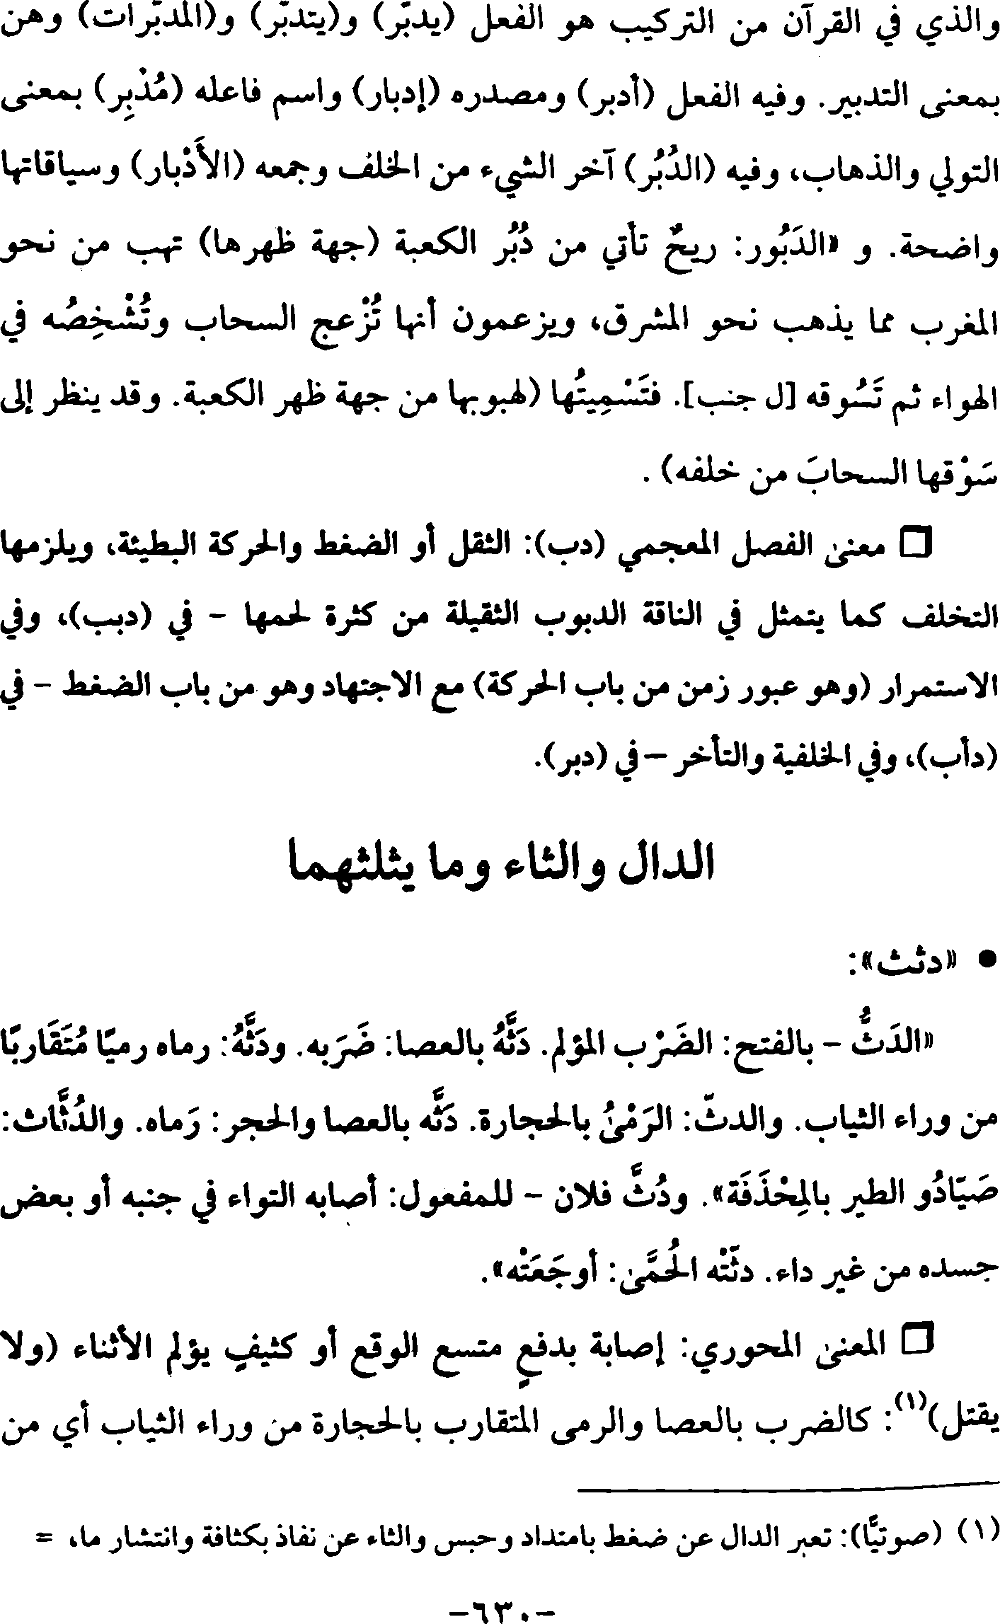 والذي في القرآن من التركيب هو الفعل (يدبّر) و(يتدبّر) و(المدبّرات) وهن
بمعنى التدبير. وفيه الفعل (أدبر) ومصدره (إدبار) واسم فاعله (مُدْبِر) بمعنى
التولي والذهاب، وفيه (الدُبُر) آخر الشيء من الخلف وجمعه (الأَدْبار) وسياقاتها
واضحة. و «الدَبُور: ريحٌ تأتي من دُبُر الكعبة (جهة ظهرها) تهب من نحو
المغرب مما يذهب نحو المشرق، ويزعمون أنها تُزْعج السحاب وتُشْخِصُه في
الهواء ثم تَسُوقه [ل جنب]. فتَسْمِيتُها (لهبوبها من جهة ظهر الكعبة. وقد ينظر إلى
سَوْقها السحابَ من خلفه) .
□ معنى الفصل المعجمي (دب): الثقل أو الضغط والحركة البطيئة، ويلزمها
التخلف كما يتمثل في الناقة الدبوب الثقيلة من كثرة لحمها - في (دبب)، وفي
الاستمرار (وهو عبور زمن من باب الحركة) مع الاجتهاد وهو من باب الضغط - في
(دأب)، وفي الخلفية والتأخر - في (دبر).
الدال والثاء وما يثلثهما
• «دثث»:
«الدَثُّ - بالفتح: الضَرْب المؤلم. دَثَّهُ بالعصا: ضَرَبه. ودَثَّهُ: رماه رميًا مُتَقَاربًا
من وراء الثياب. والدثّ: الرَمْىُ بالحجارة. دَثَّه بالعصا والحجر: رَماه. والدُثَّاث:
صَيّادُو الطير بالمِحْذَفَة». ودُثَّ فلان - للمفعول: أصابه التواء في جنبه أو بعض
جسده من غير داء. دثّتْه الحُمَّى: أوجَعَتْه».
□ المعنى المحوري: إصابة بدفعٍ متسع الوقع أو كثيفٍ يؤلم الأثناء (ولا
يقتل)(١): كالضرب بالعصا والرمى المتقارب بالحجارة من وراء الثياب أي من
(١) (صوتيًّا): تعبر الدال عن ضغط بامتداد وحبس والثاء عن نفاذ بكثافة وانتشار ما، =
-٦٣٠-